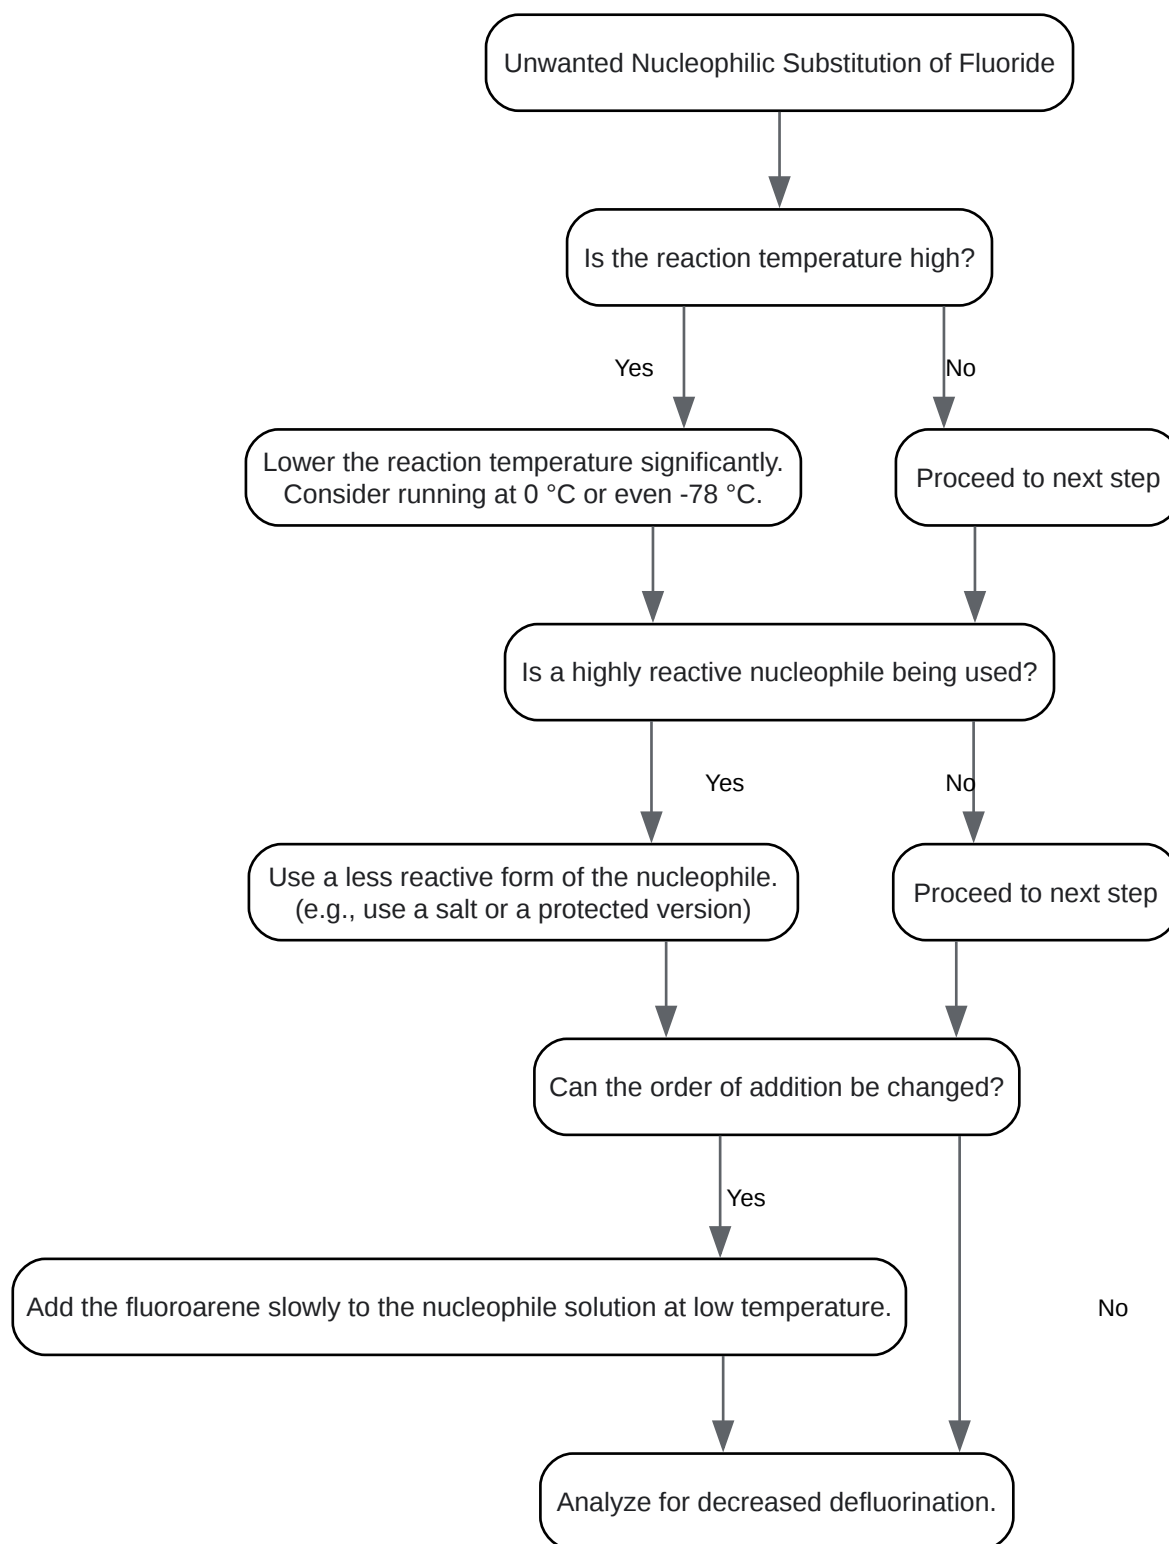 Unwanted Nucleophilic Substitution of Fluoride
Is the reaction temperature high?
Yes
No
Lower the reaction temperature significantly.
Consider running at 0 °C or even -78 °C.
Proceed to next step
Is a highly reactive nucleophile being used?
Yes
No
Use a less reactive form of the nucleophile.
(e.g., use a salt or a protected version)
Proceed to next step
Can the order of addition be changed?
Yes
Add the fluoroarene slowly to the nucleophile solution at low temperature.
No
Analyze for decreased defluorination.